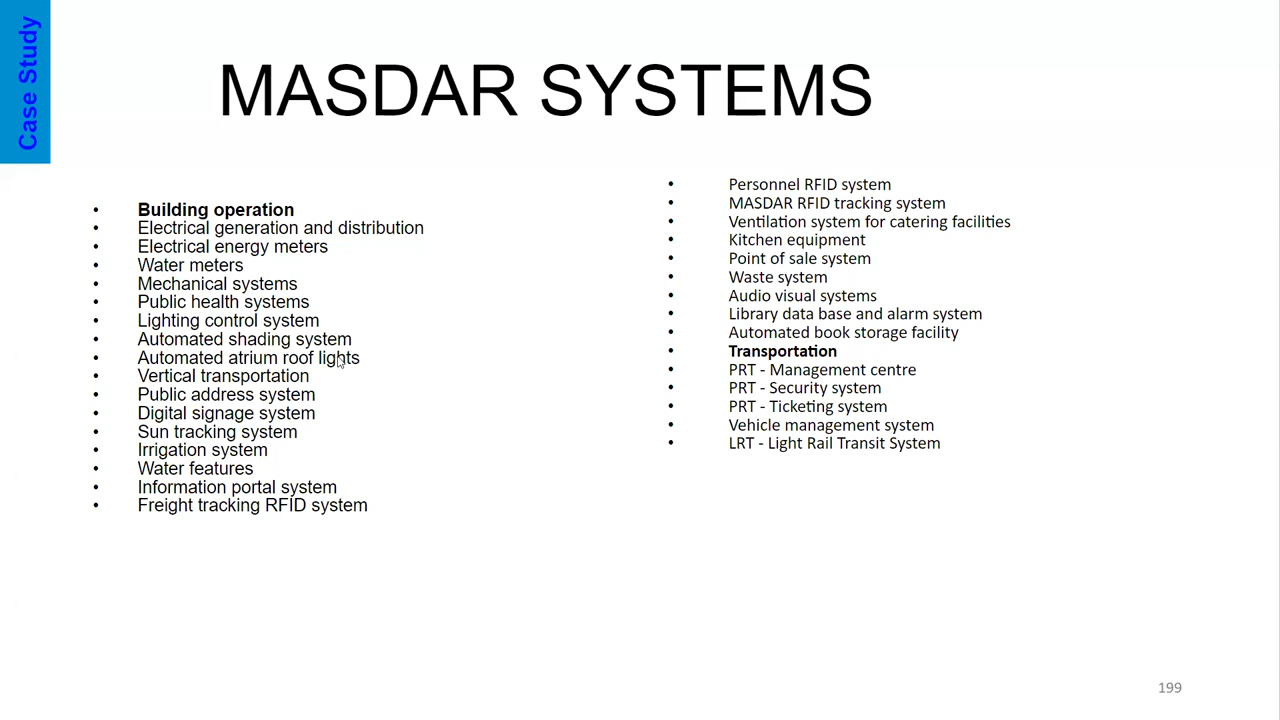 Case Study
MASDAR SYSTEMS
• Building operation
• Electrical generation and distribution
• Electrical energy meters
• Water meters
• Mechanical systems
• Public health systems
• Lighting control system
• Automated shading system
• Automated atrium roof lights
• Vertical transportation
• Public address system
• Digital signage system
• Sun tracking system
• Irrigation system
• Water features
• Information portal system
• Freight tracking RFID system
• Personnel RFID system
• MASDAR RFID tracking system
• Ventilation system for catering facilities
• Kitchen equipment
• Point of sale system
• Waste system
• Audio visual systems
• Library data base and alarm system
• Automated book storage facility
• Transportation
• PRT - Management centre
• PRT - Security system
• PRT - Ticketing system
• Vehicle management system
• LRT - Light Rail Transit System
199